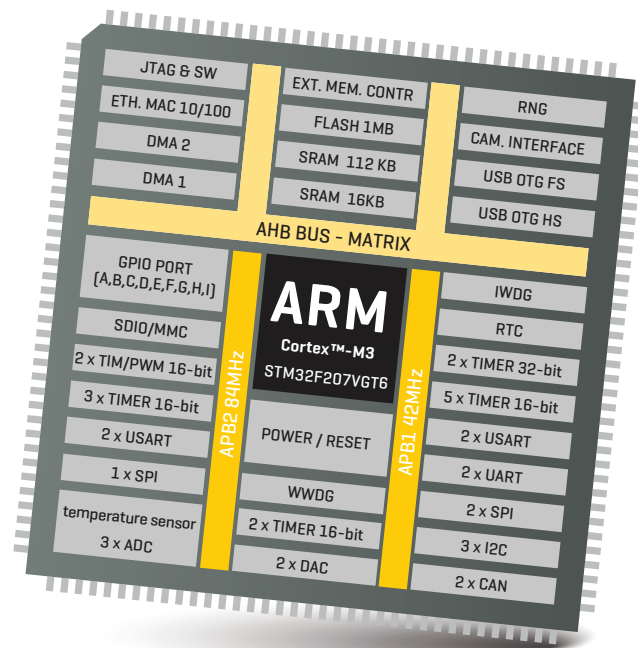 JTAG & SW
ETH. MAC 10/100
DMA 2
DMA 1
EXT. MEM. CONTR
FLASH 1MB
SRAM 112 KB
SRAM 16KB
RNG
CAM. INTERFACE
USB OTG FS
USB OTG HS
AHB BUS - MATRIX
GPIO PORT
(A,B,C,D,E,F,G,H,I)
SDIO/MMC
2 x TIM/PWM 16-bit
3 x TIMER 16-bit
2 x USART
1 x SPI
temperature sensor
3 x ADC
APB2 84MHz
ARM
Cortex™-M3
STM32F207VGT6
POWER / RESET
WWDG
2 x TIMER 16-bit
2 x DAC
APB1 42MHz
IWDG
RTC
2 x TIMER 32-bit
5 x TIMER 16-bit
2 x USART
2 x UART
2 x SPI
3 x I2C
2 x CAN